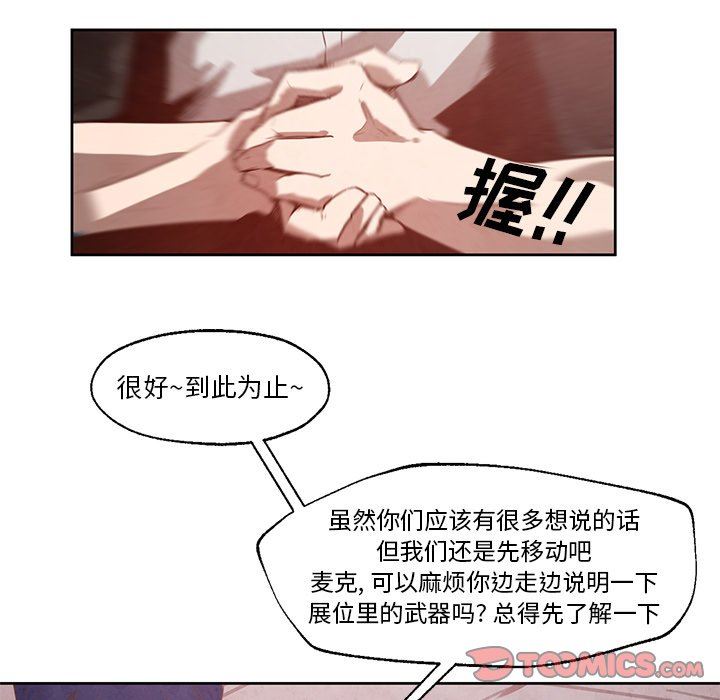 握!!
很好~到此为止~
虽然你们应该有很多想说的话
但我们还是先移动吧
麦克, 可以麻烦你边走边说明一下
展位里的武器吗? 总得先了解一下
TOOMICS.com